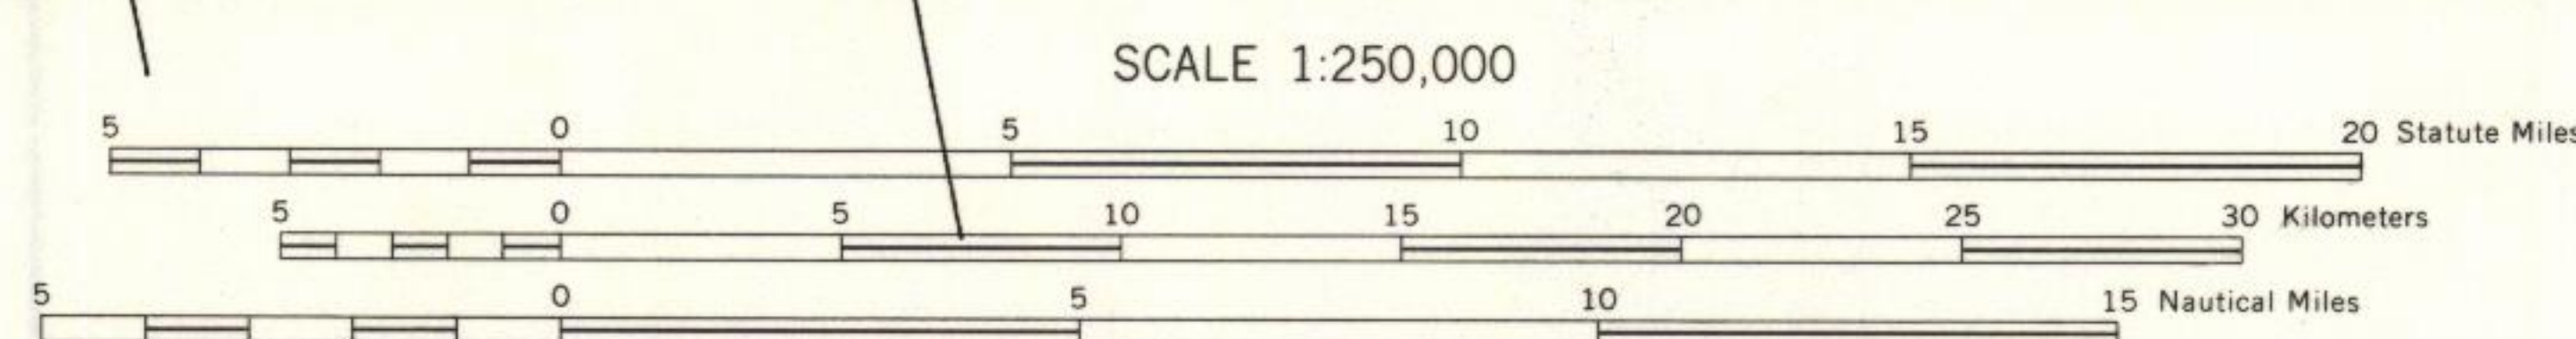 SCALE 1:250,000
5 0 5 10 15 20 Statute Miles
5 0 5 10 15 20 25 30 Kilometers
5 0 5 10 15 Nautical Miles